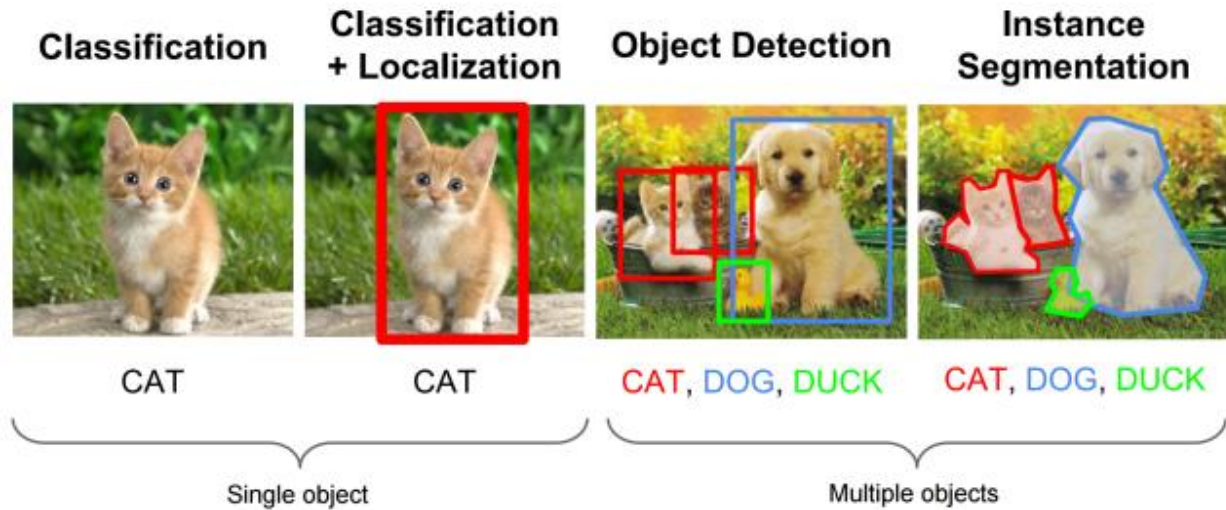 Classification
Classification
+ Localization
Object Detection
Instance
Segmentation
CAT
CAT
CAT, DOG, DUCK
CAT, DOG, DUCK
Single object
Multiple objects